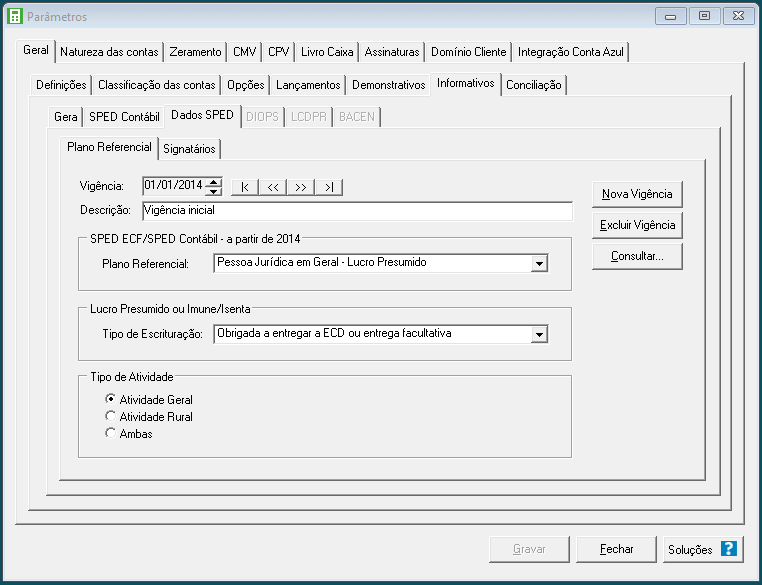 Parâmetros
Geral Natureza das contas Zeramento CMV CPV Livro Caixa Assinaturas Domínio Cliente Integração Conta Azul
Definições Classificação das contas Opções Lançamentos Demonstrativos Informativos Conciliação
Gera SPED Contábil Dados SPED DIOPS LCDPR BACEN
Plano Referencial Signatários
Vigência: 01/01/2014 |< << >> >|
Nova Vigência
Descrição: Vigência inicial
Excluir Vigência
SPED ECF/SPED Contábil - a partir de 2014
Consultar...
Plano Referencial: Pessoa Jurídica em Geral - Lucro Presumido
Lucro Presumido ou Imune/Isenta
Tipo de Escrituração: Obrigada a entregar a ECD ou entrega facultativa
Tipo de Atividade
Atividade Geral
Atividade Rural
Ambas
Gravar Fechar Soluções ?